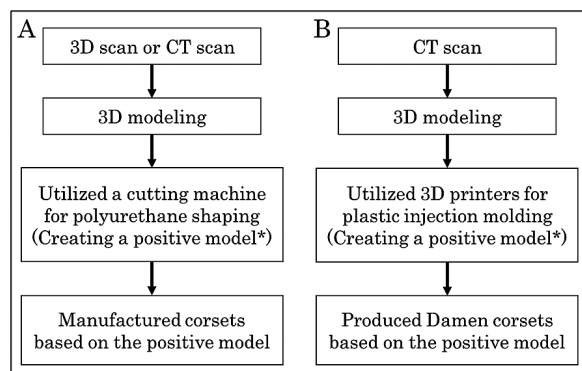 A
3D scan or CT scan
3D modeling
Utilized a cutting machine
for polyurethane shaping
(Creating a positive model*)
Manufactured corsets
based on the positive model
B
CT scan
3D modeling
Utilized 3D printers for
plastic injection molding
(Creating a positive model*)
Produced Damen corsets
based on the positive model